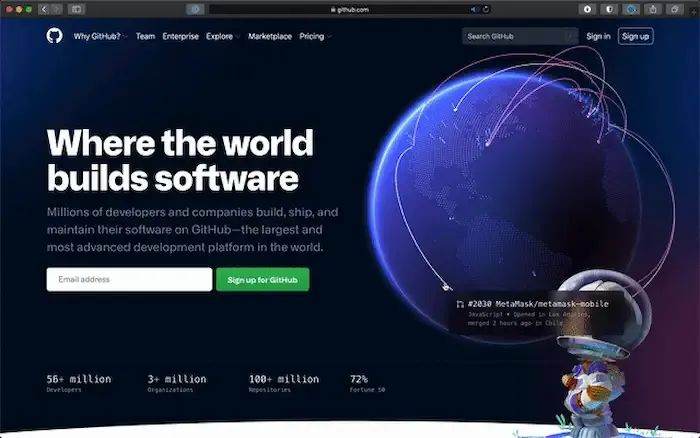 github.com
Why GitHub?
Team
Enterprise
Explore
Marketplace
Pricing
Search GitHub
/
Sign in
Sign up
Where the world
builds software
Millions of developers and companies build, ship, and
maintain their software on GitHub—the largest and
most advanced development platform in the world.
Email address
Sign up for GitHub
#2030 MetaMask/metamask-mobile
JavaScript • Opened in Los Angeles,
merged 2 hours ago in Chile
56+ million
Developers
3+ million
Organizations
100+ million
Repositories
72%
Fortune 50